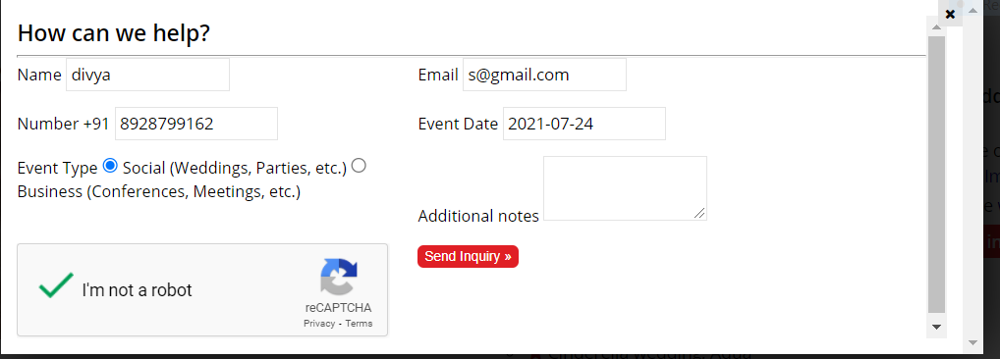 How can we help?
Name divya
Email s@gmail.com
Number +91 8928799162
Event Date 2021-07-24
Event Type Social (Weddings, Parties, etc.)
Business (Conferences, Meetings, etc.)
Additional notes
I'm not a robot
reCAPTCHA
Privacy - Terms
Send Inquiry »